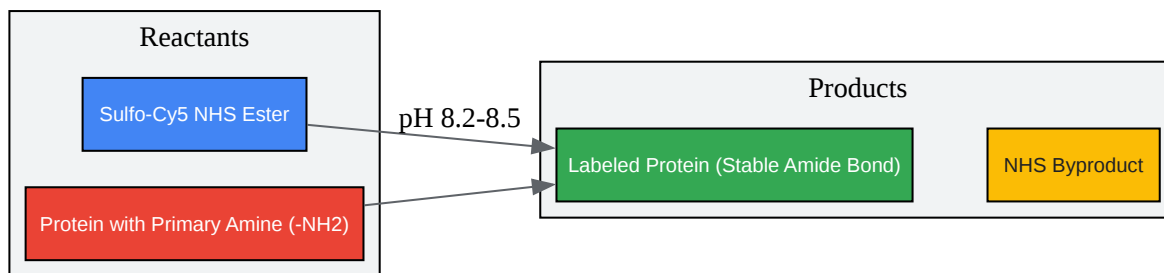 Reactants
Sulfo-Cy5 NHS Ester
Protein with Primary Amine (-NH2)
pH 8.2-8.5
Products
Labeled Protein (Stable Amide Bond)
NHS Byproduct